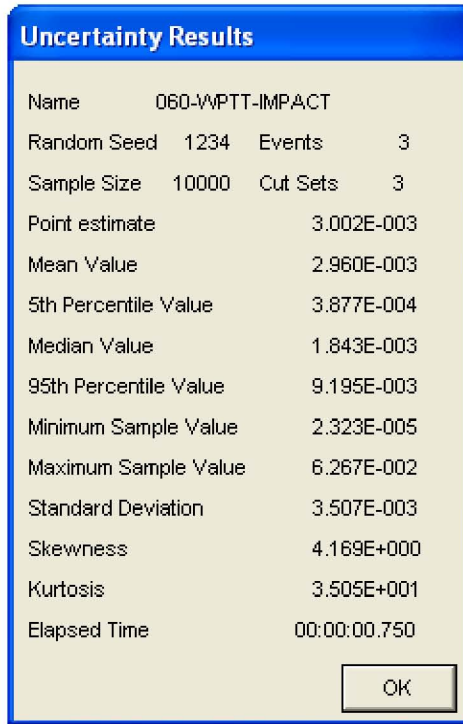 Uncertainty Results
Name 060-WPTT-IMPACT
Random Seed 1234 Events 3
Sample Size 10000 Cut Sets 3
Point estimate 3.002E-003
Mean Value 2.960E-003
5th Percentile Value 3.877E-004
Median Value 1.843E-003
95th Percentile Value 9.195E-003
Minimum Sample Value 2.323E-005
Maximum Sample Value 6.267E-002
Standard Deviation 3.507E-003
Skewness 4.169E+000
Kurtosis 3.505E+001
Elapsed Time 00:00:00.750
OK